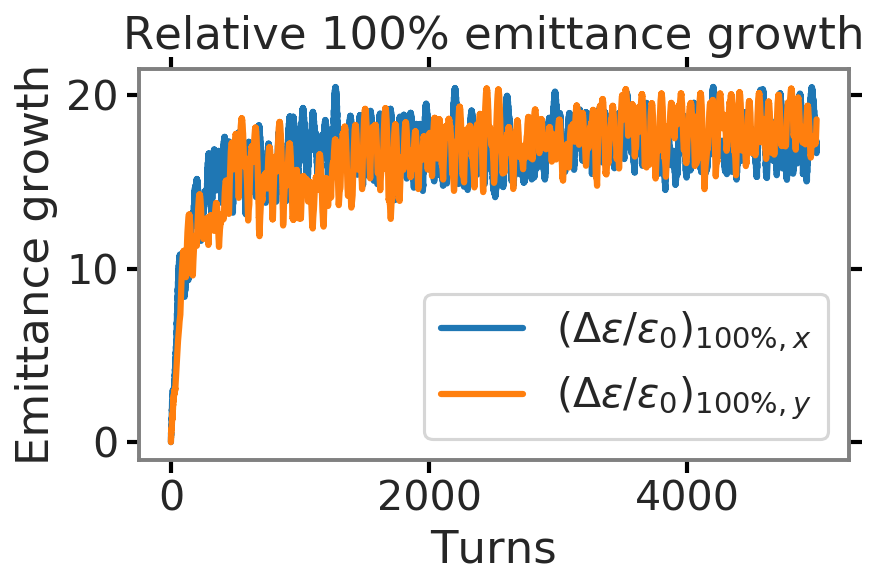 Relative 100% emittance growth
Emittance growth
20
10
0
(Δε/ε₀)₁₀₀%,ₓ
(Δε/ε₀)₁₀₀%,y
0 2000 4000
Turns